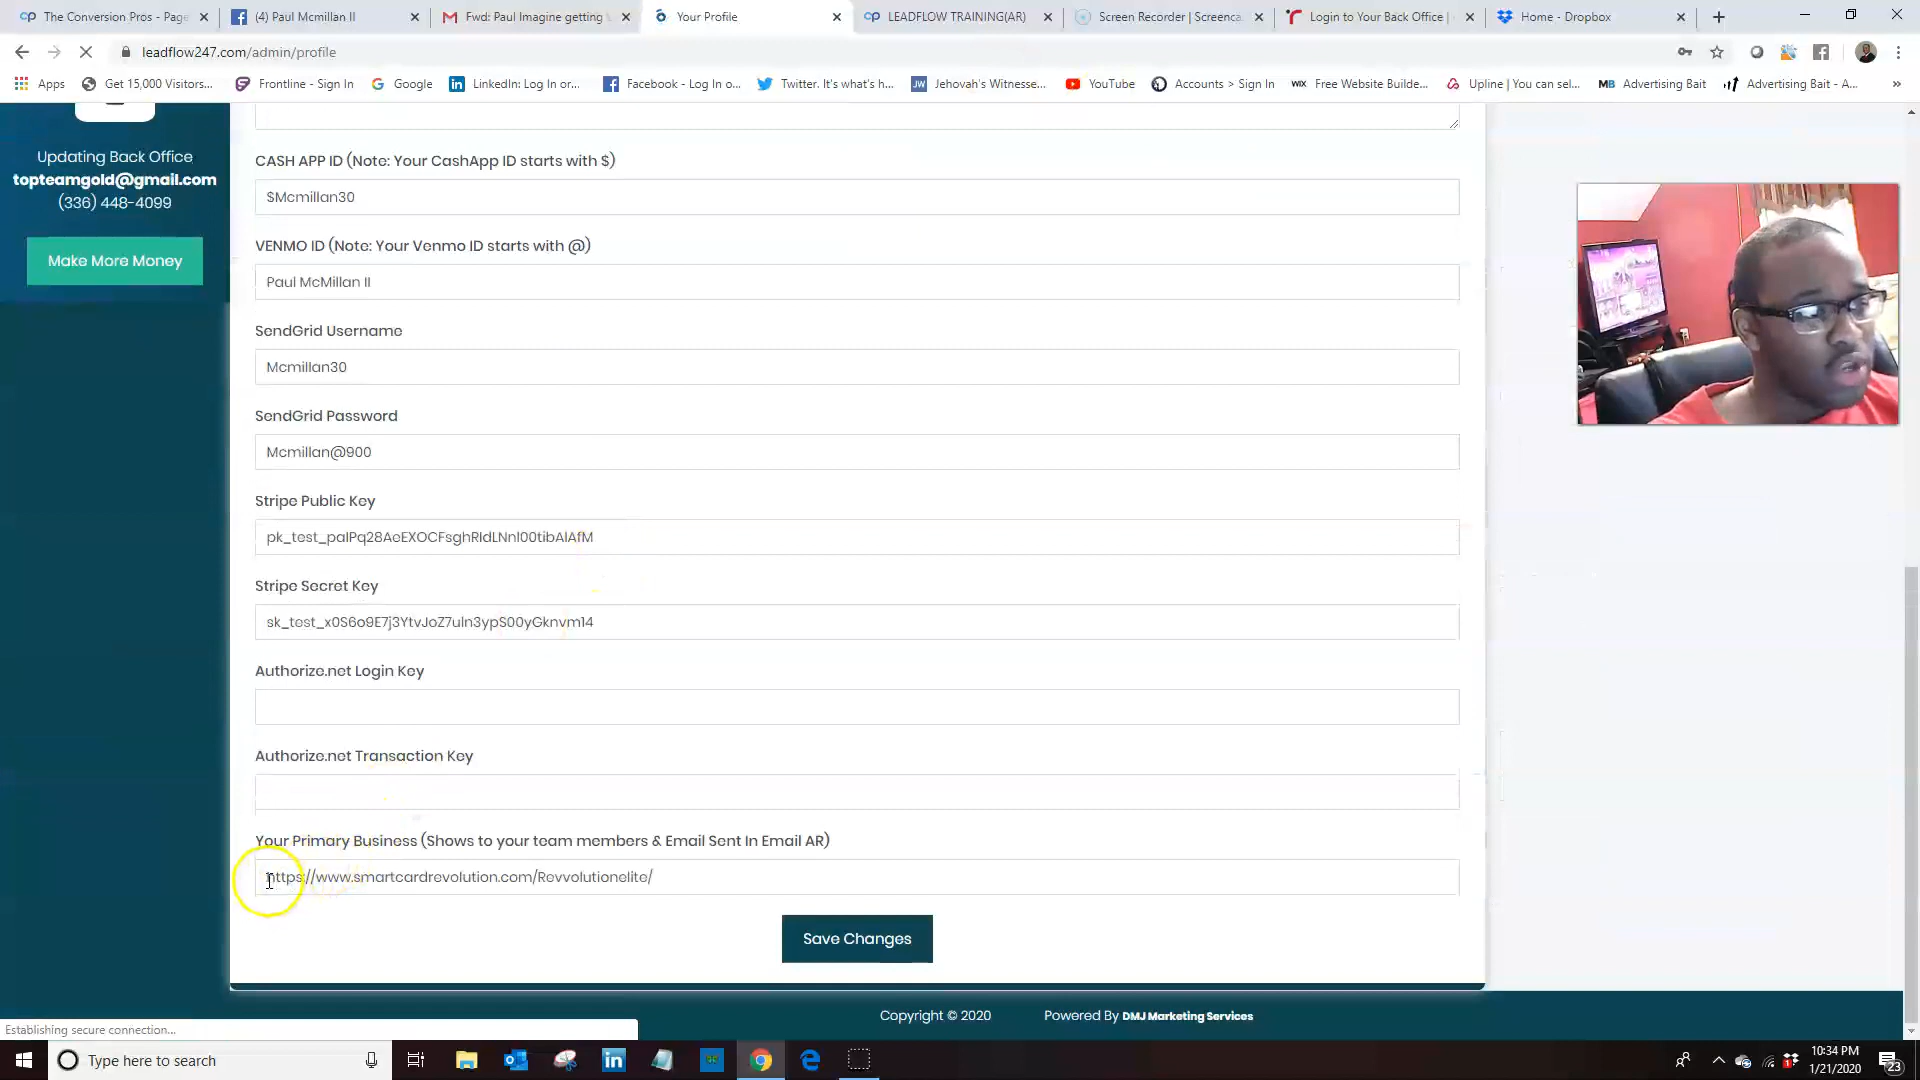 The Conversion Pros - Page
(4) Paul Mcmillan II
Fwd: Paul Imagine getting
Your Profile
LEADFLOW TRAINING(AR)
Screen Recorder | Screenca
Login to Your Back Office |
Home - Dropbox
leadflow247.com/admin/profile
Apps
Get 15,000 Visitors...
Frontline - Sign In
Google
LinkedIn: Log In or...
Facebook - Log In o...
Twitter. It's what's h...
Jehovah's Witnesse...
YouTube
Accounts > Sign In
WIX Free Website Builde...
Upline | You can sel...
MB Advertising Bait
Advertising Bait - A...
Updating Back Office
topteamgold@gmail.com
(336) 448-4099
Make More Money
CASH APP ID (Note: Your CashApp ID starts with $)
$Mcmillan30
VENMO ID (Note: Your Venmo ID starts with @)
Paul McMillan II
SendGrid Username
Mcmillan30
SendGrid Password
Mcmillan@900
Stripe Public Key
pk_test_paIPq28AeEXOCFsghRIdLNnI00tibAIAfM
Stripe Secret Key
sk_test_x0S6o9E7j3YtvJoZ7uln3ypS00yGknvm14
Authorize.net Login Key
Authorize.net Transaction Key
Your Primary Business (Shows to your team members & Email Sent In Email AR)
https://www.smartcardrevolution.com/Revvolutionelite/
Save Changes
Copyright © 2020 Powered By DMJ Marketing Services
Establishing secure connection...
Type here to search
10:34 PM
1/21/2020
23